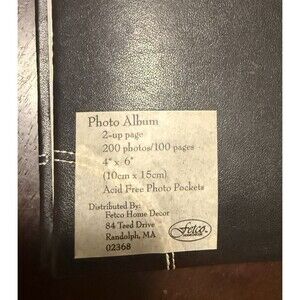 Photo Album
2-up page
200 photos/100 pages
4" x 6"
(10cm x 15cm)
Acid Free Photo Pockets
Distributed By:
Fetco Home Decor
84 Teed Drive
Randolph, MA
02368
Fetco